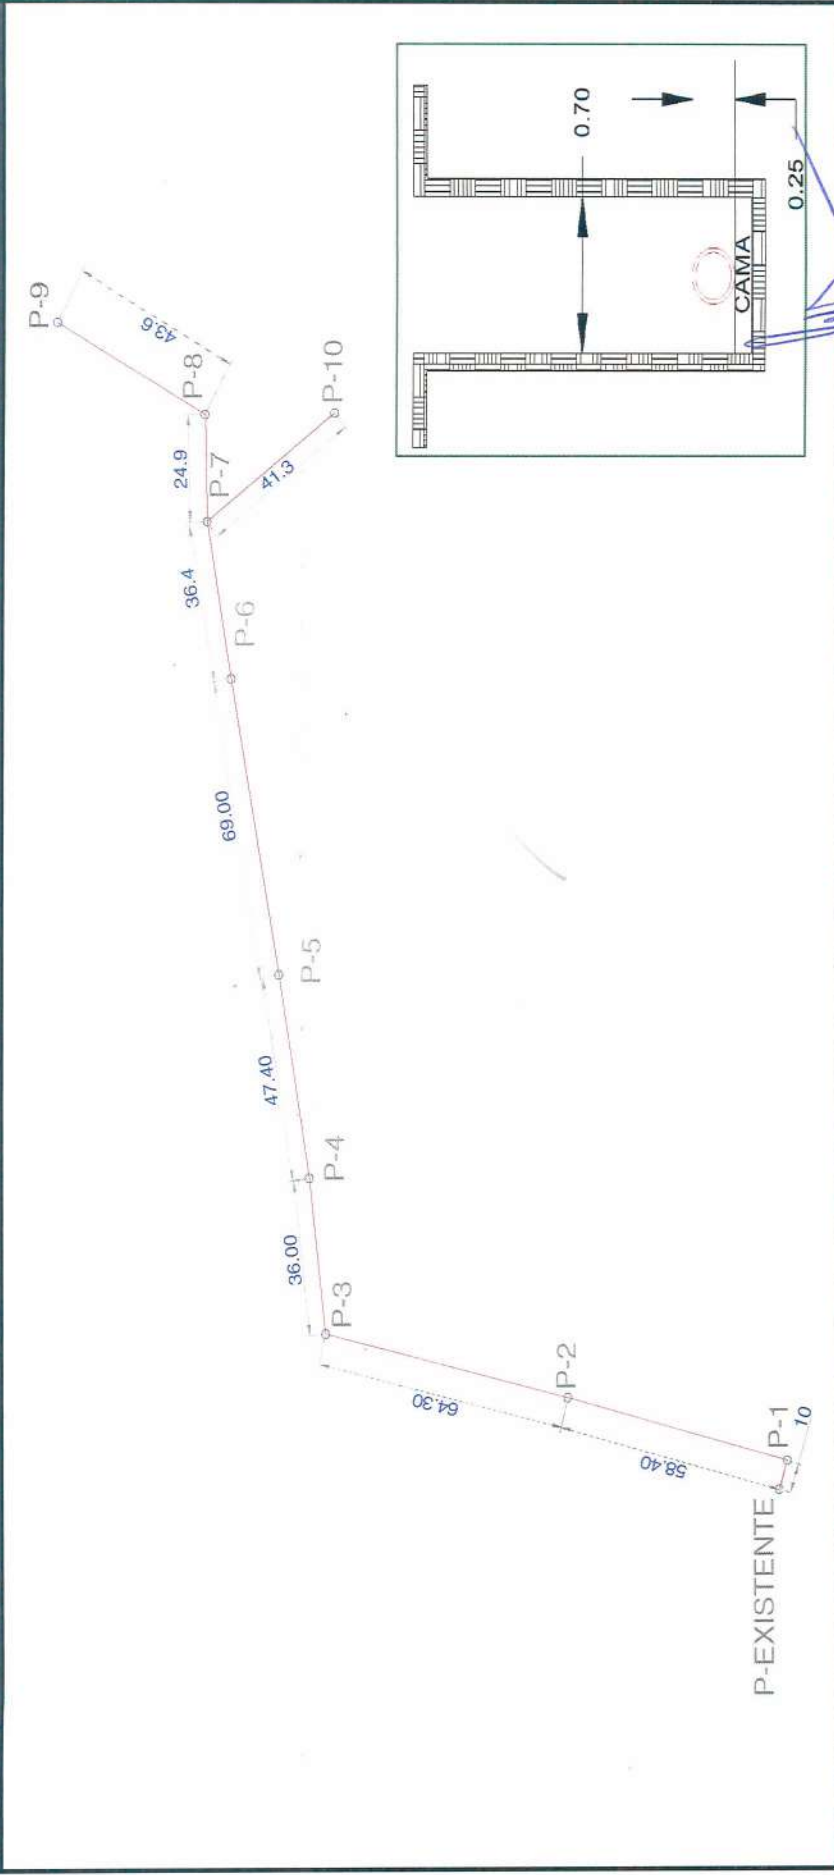 P-9
43.6
P-8
24.9
P-7
P-10
41.3
36.4
P-6
69.00
P-5
47.40
P-4
36.00
P-3
64.30
P-2
58.40
P-1
10
P-EXISTENTE
0.70
CAMA
0.25